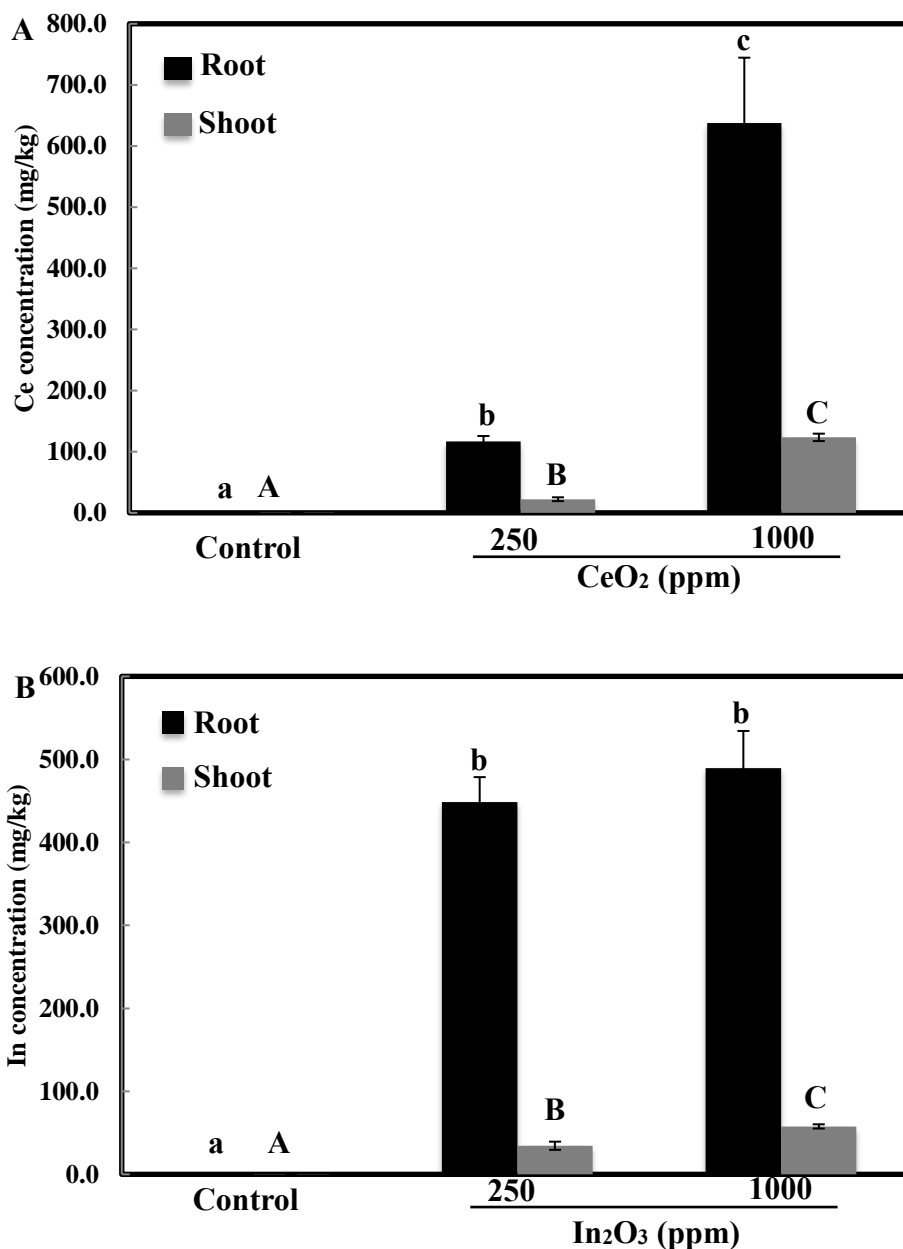 A
800.0
c
Root
700.0
Shoot
600.0
Ce concentration (mg/kg)
500.0
400.0
300.0
200.0
b
C
100.0
B
a A
0.0
Control
250
1000
CeO₂ (ppm)
B
600.0
b
Root
b
500.0
Shoot
400.0
In concentration (mg/kg)
300.0
200.0
100.0
B
C
a A
0.0
Control
250
1000
In₂O₃ (ppm)